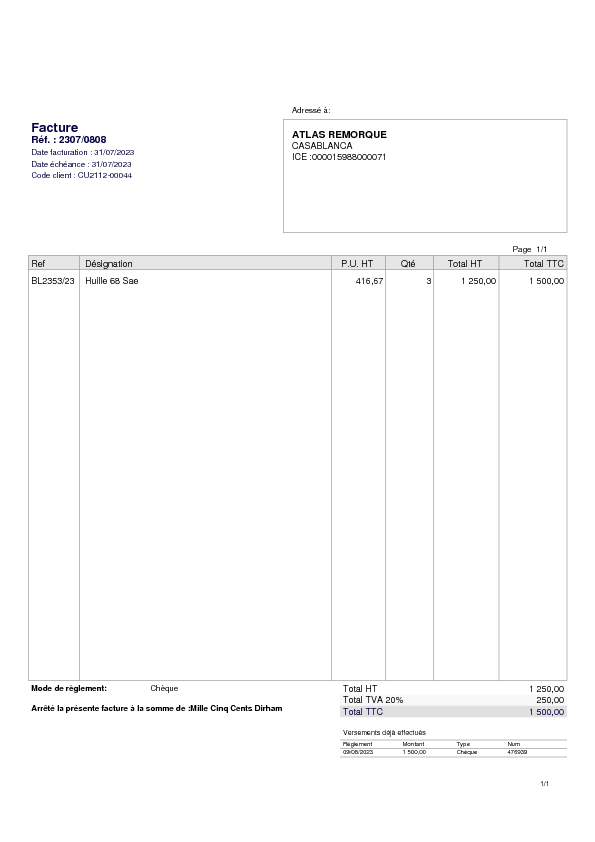 Adressé à:
Facture
Réf. : 2307/0808
Date facturation : 31/07/2023
Date échéance : 31/07/2023
Code client : CU2112-00044
ATLAS REMORQUE
CASABLANCA
ICE :000015988000071
Page 1/1
Ref Désignation P.U. HT Qté Total HT Total TTC
BL2353/23 Huille 68 Sae 416,67 3 1 250,00 1 500,00
Mode de règlement: Chèque
Total HT 1 250,00
Total TVA 20% 250,00
Arrêté la présente facture à la somme de :Mille Cinq Cents Dirham
Total TTC 1 500,00
Versements déjà effectués
Règlement Montant Type Num
09/08/2023 1 500,00 Chèque 476939
1/1